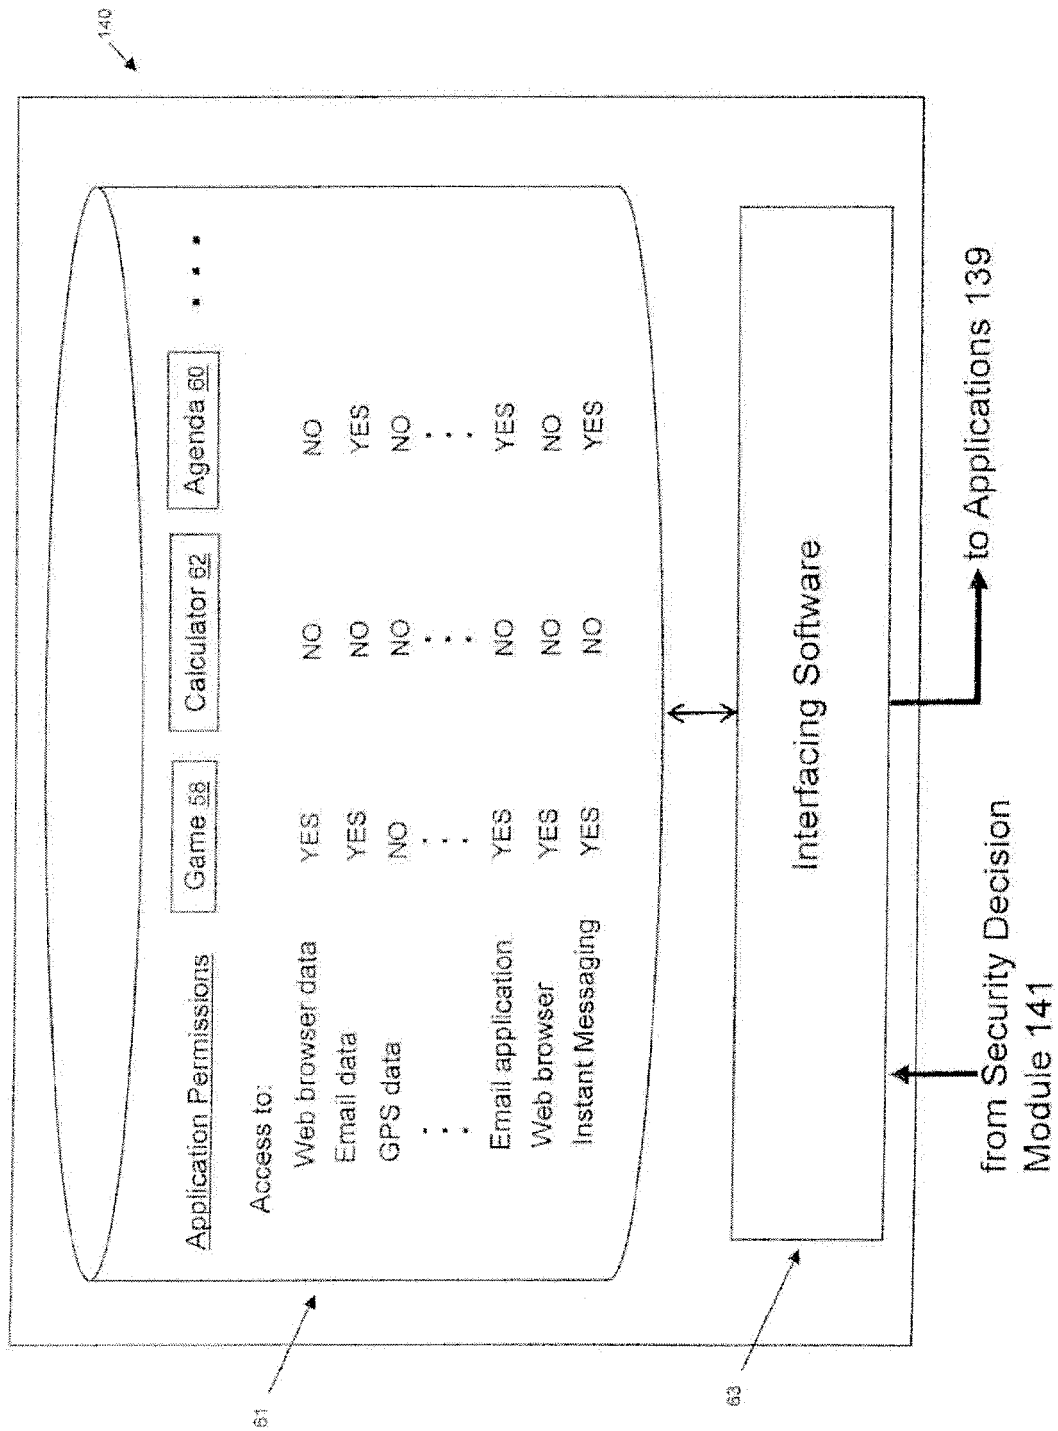 140
Application Permissions Game 58 Calculator 62 Agenda 60 . . .
Access to:
Web browser data YES NO NO
Email data YES NO YES
GPS data NO NO NO
. . . . . . . . . . . .
Email application YES NO YES
Web browser YES NO NO
Instant Messaging YES NO YES
61
Interfacing Software
63
from Security Decision
Module 141
to Applications 139